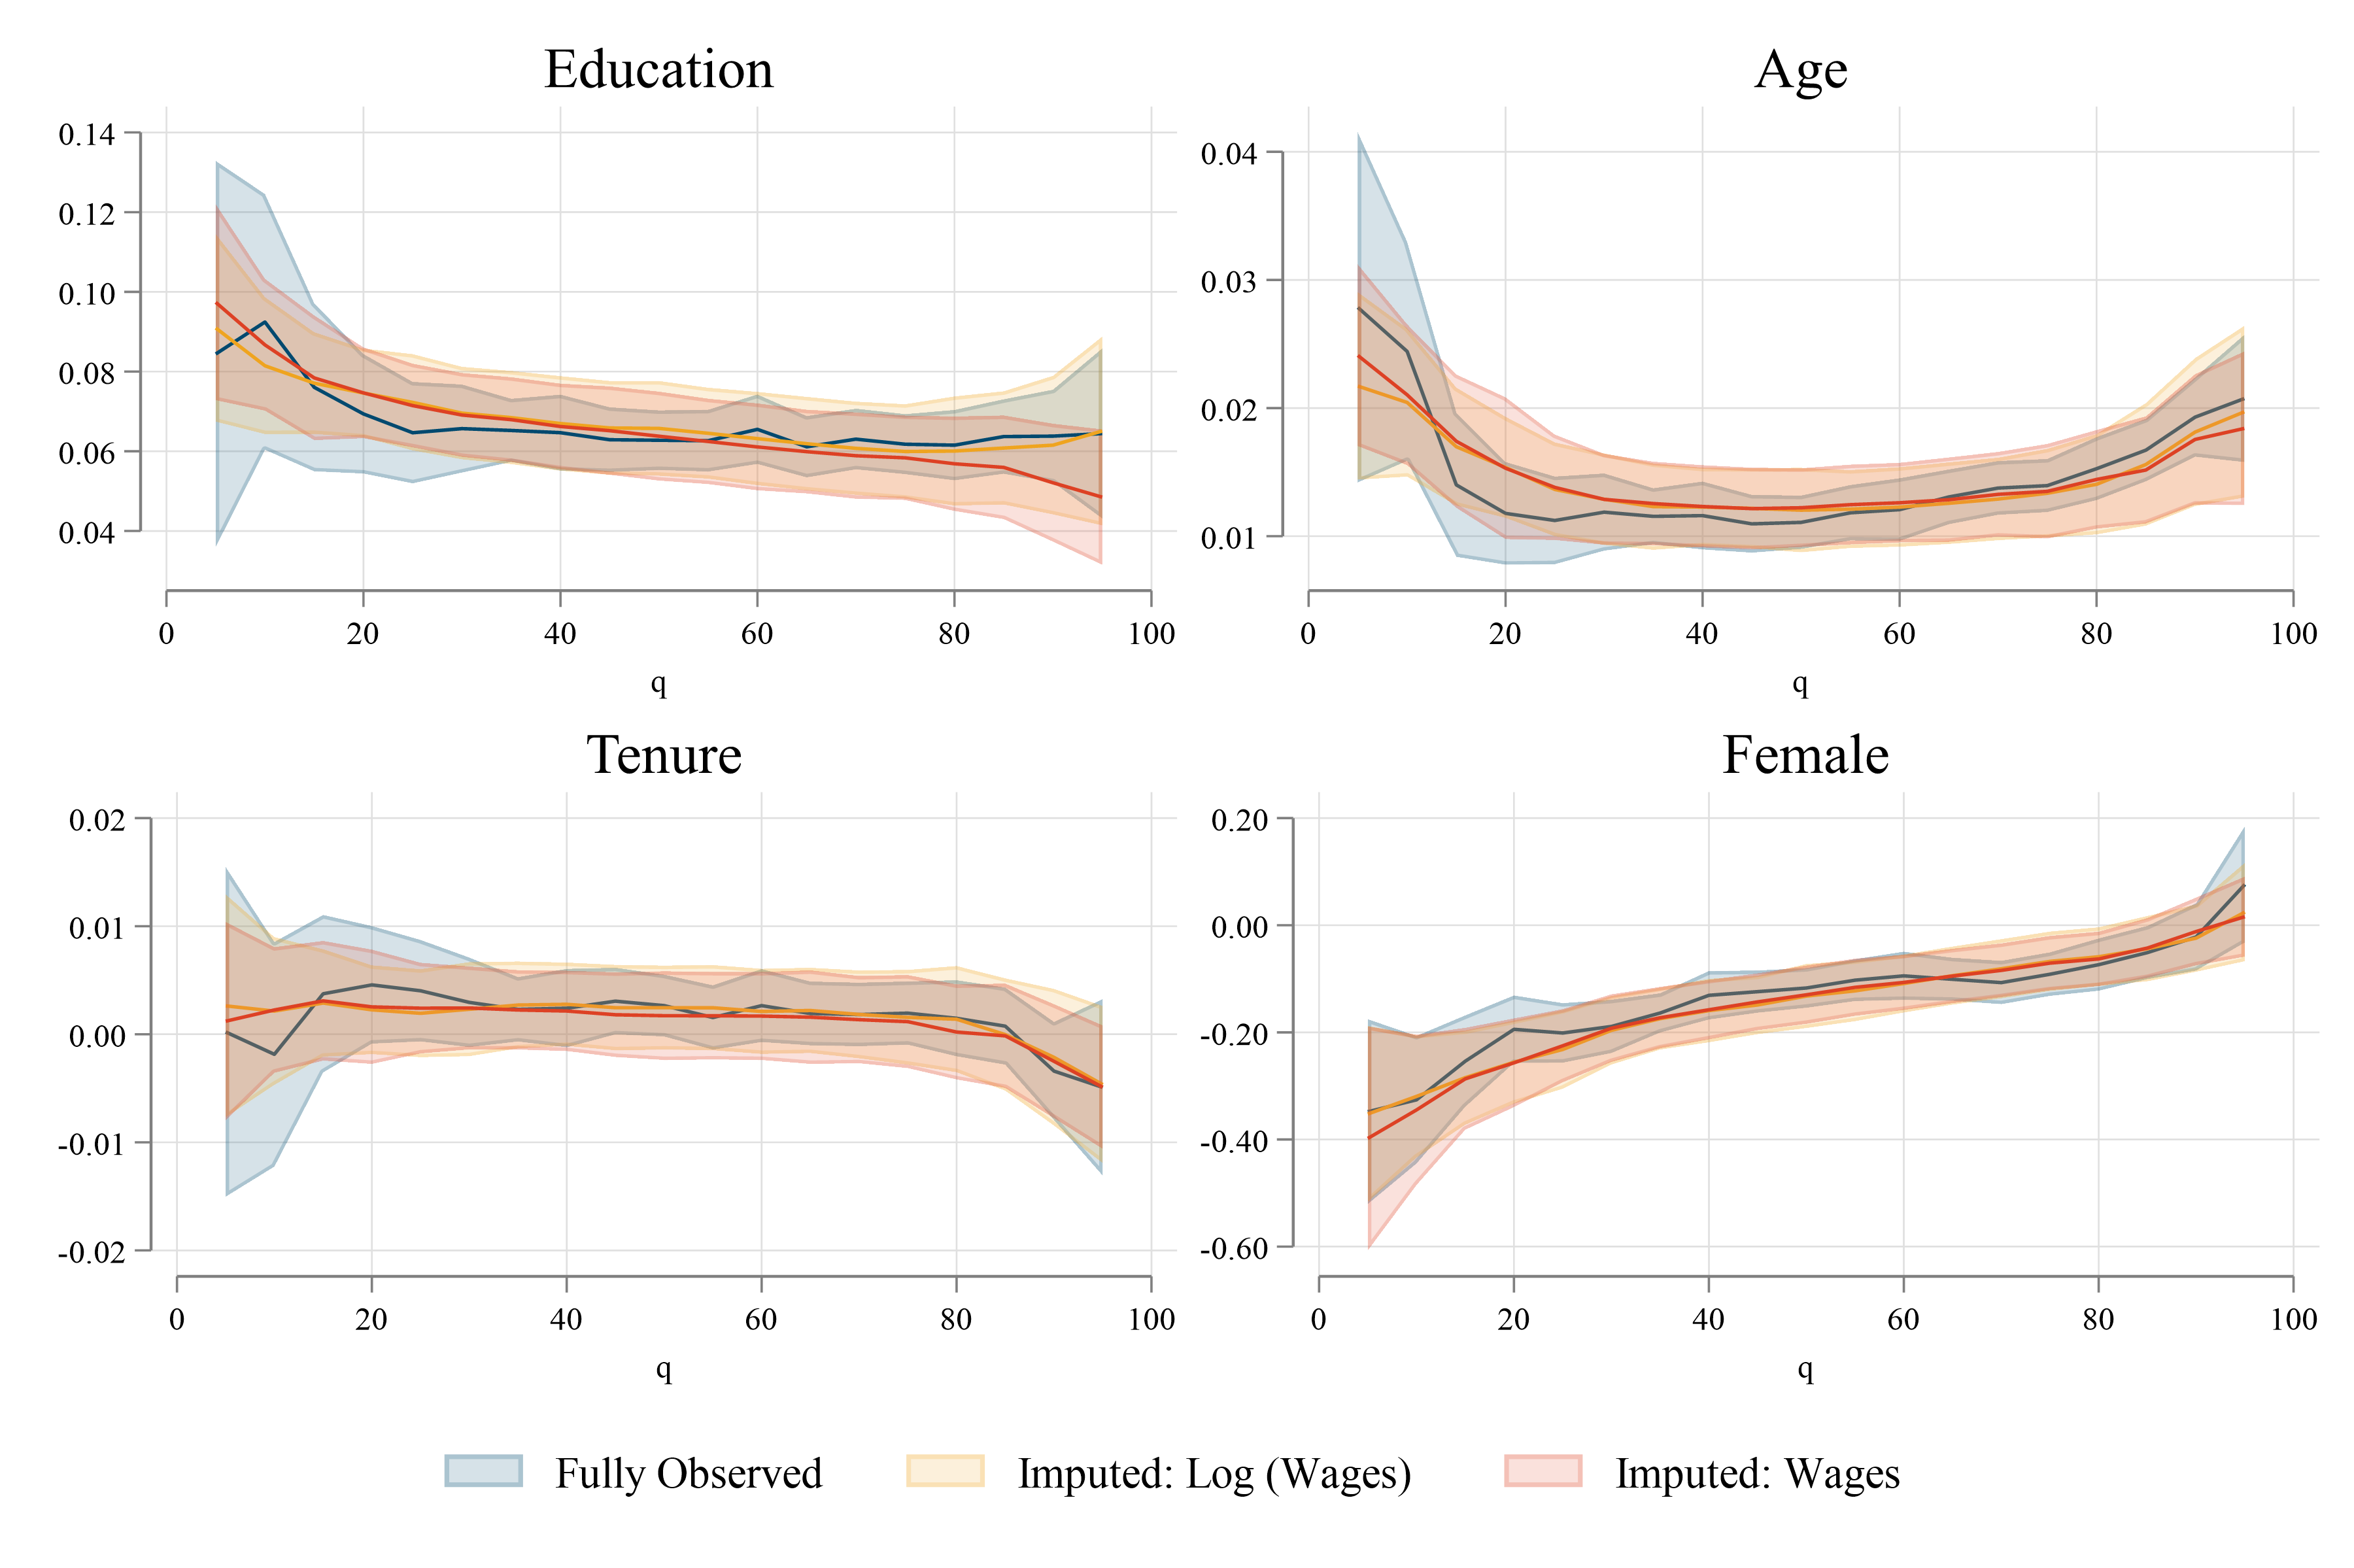 Education
0.14
0.12
0.10
0.08
0.06
0.04
0 20 40 60 80 100
q
Age
0.04
0.03
0.02
0.01
0 20 40 60 80 100
q
Tenure
0.02
0.01
0.00
-0.01
-0.02
0 20 40 60 80 100
q
Female
0.20
0.00
-0.20
-0.40
-0.60
0 20 40 60 80 100
q
Fully Observed Imputed: Log (Wages) Imputed: Wages